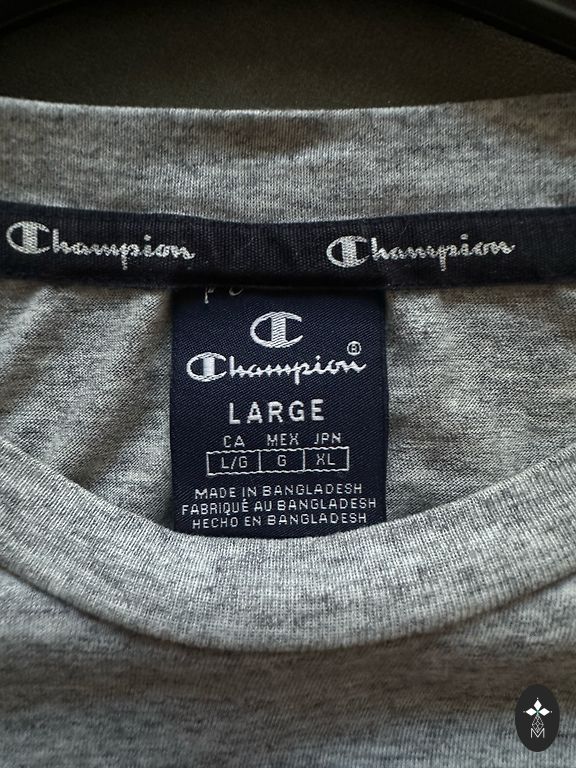 Champion Champion
Champion®
LARGE
CA MEX JPN
L/G G XL
MADE IN BANGLADESH
FABRIQUÉ AU BANGLADESH
HECHO EN BANGLADESH
M